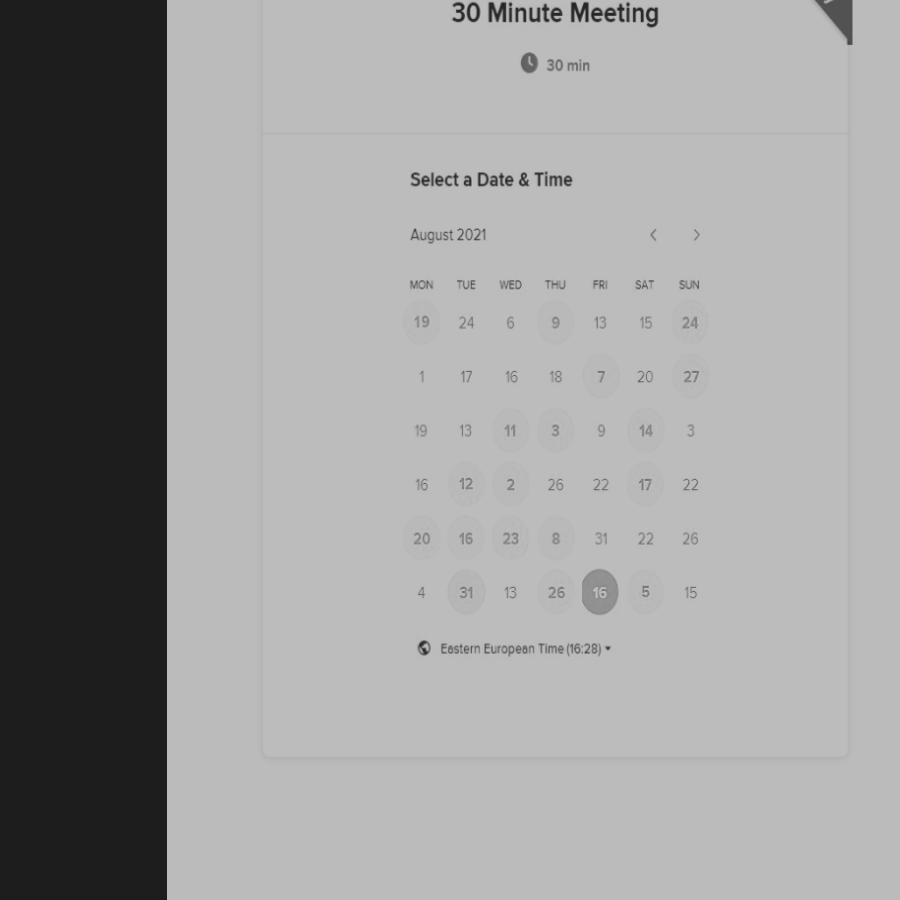 30 Minute Meeting
30 min
Select a Date & Time
August 2021
MON TUE WED THU FRI SAT SUN
19 24 6 9 13 15 24
1 17 16 18 7 20 27
19 13 11 3 9 14 3
16 12 2 26 22 17 22
20 16 23 8 31 22 26
4 31 13 26 16 5 15
Eastern European Time (16:28)